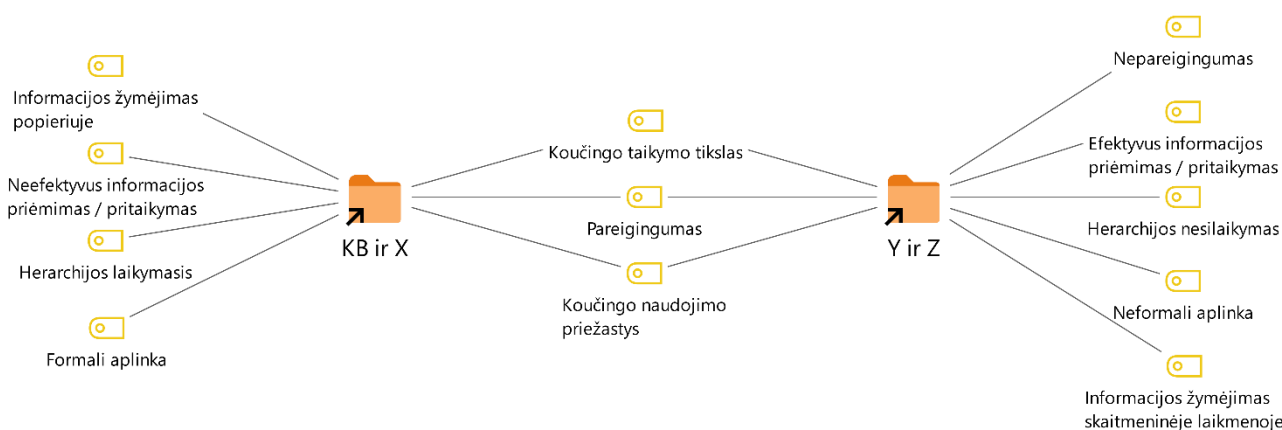 Informacijos žymėjimas
popieriuje
Neefektyvus informacijos
priėmimas / pritaikymas
Herarchijos laikymasis
Formali aplinka
KB ir X
Koučingo taikymo tikslas
Pareigingumas
Koučingo naudojimo
priežastys
Y ir Z
Nepareigingumas
Efektyvus informacijos
priėmimas / pritaikymas
Herarchijos nesilaikymas
Neformali aplinka
Informacijos žymėjimas
skaitmeninėje laikmenoje